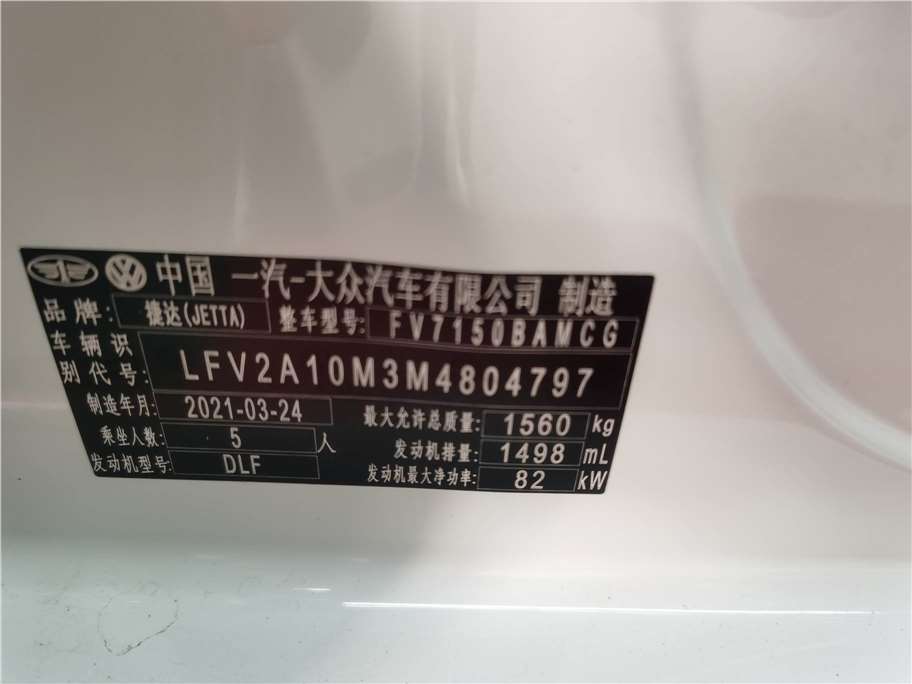 中国 一汽-大众汽车有限公司 制造
品牌: 捷达(JETTA) 整车型号: FV7150BAMCG
车辆识
别代号: LFV2A10M3M4804797
制造年月: 2021-03-24 最大允许总质量: 1560 kg
乘坐人数: 5 人 发动机排量: 1498 mL
发动机型号: DLF 发动机最大净功率: 82 kW